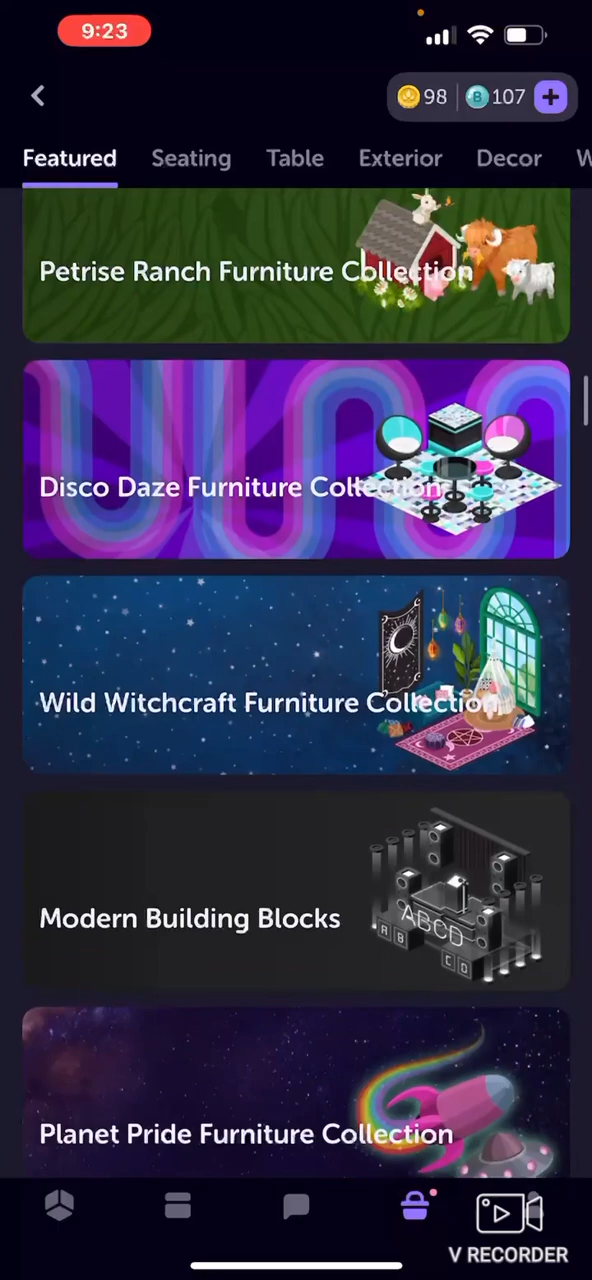 9:23
98
B 107 +
Featured Seating Table Exterior Decor W
Petrise Ranch Furniture Collection
Disco Daze Furniture Collection
Wild Witchcraft Furniture Collection
Modern Building Blocks
ABCD
A B
C D
Planet Pride Furniture Collection
V RECORDER